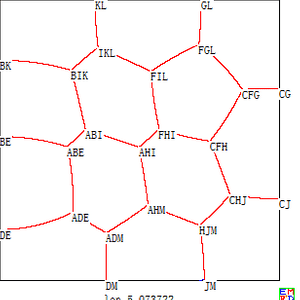 KL GL
IKL FGL
BK BIK FIL
CFG CG
BE ABI FHI
ABE AHI CFH
DE ADE AHM CHJ CJ
ADM HJM
DM JM
len 5.073722